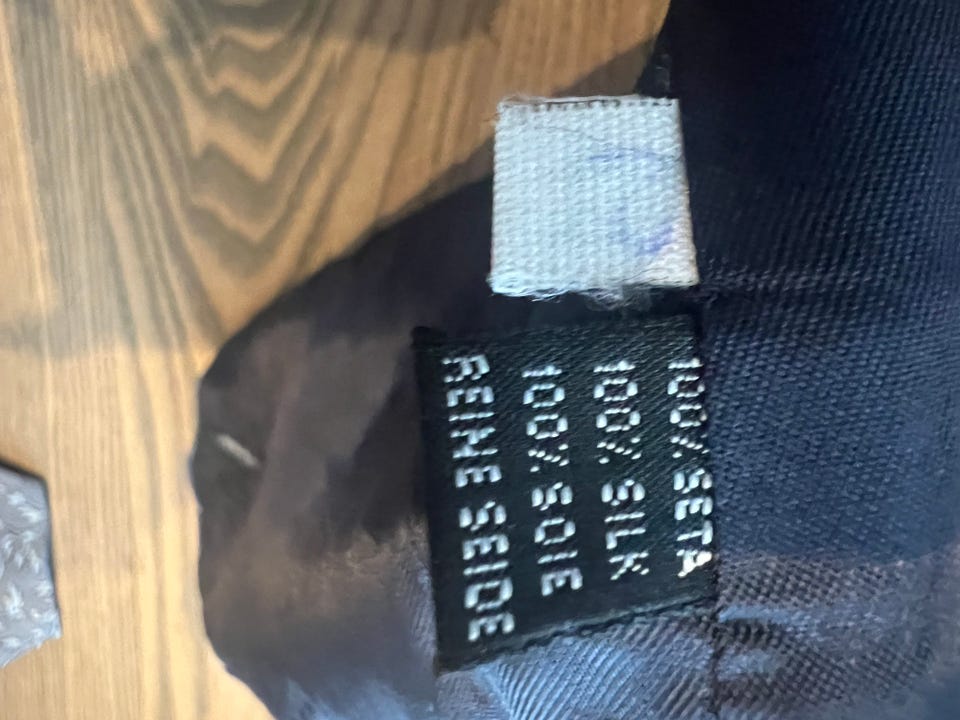 100% SETA
100% SILK
100% SOIE
REINE SEIDE